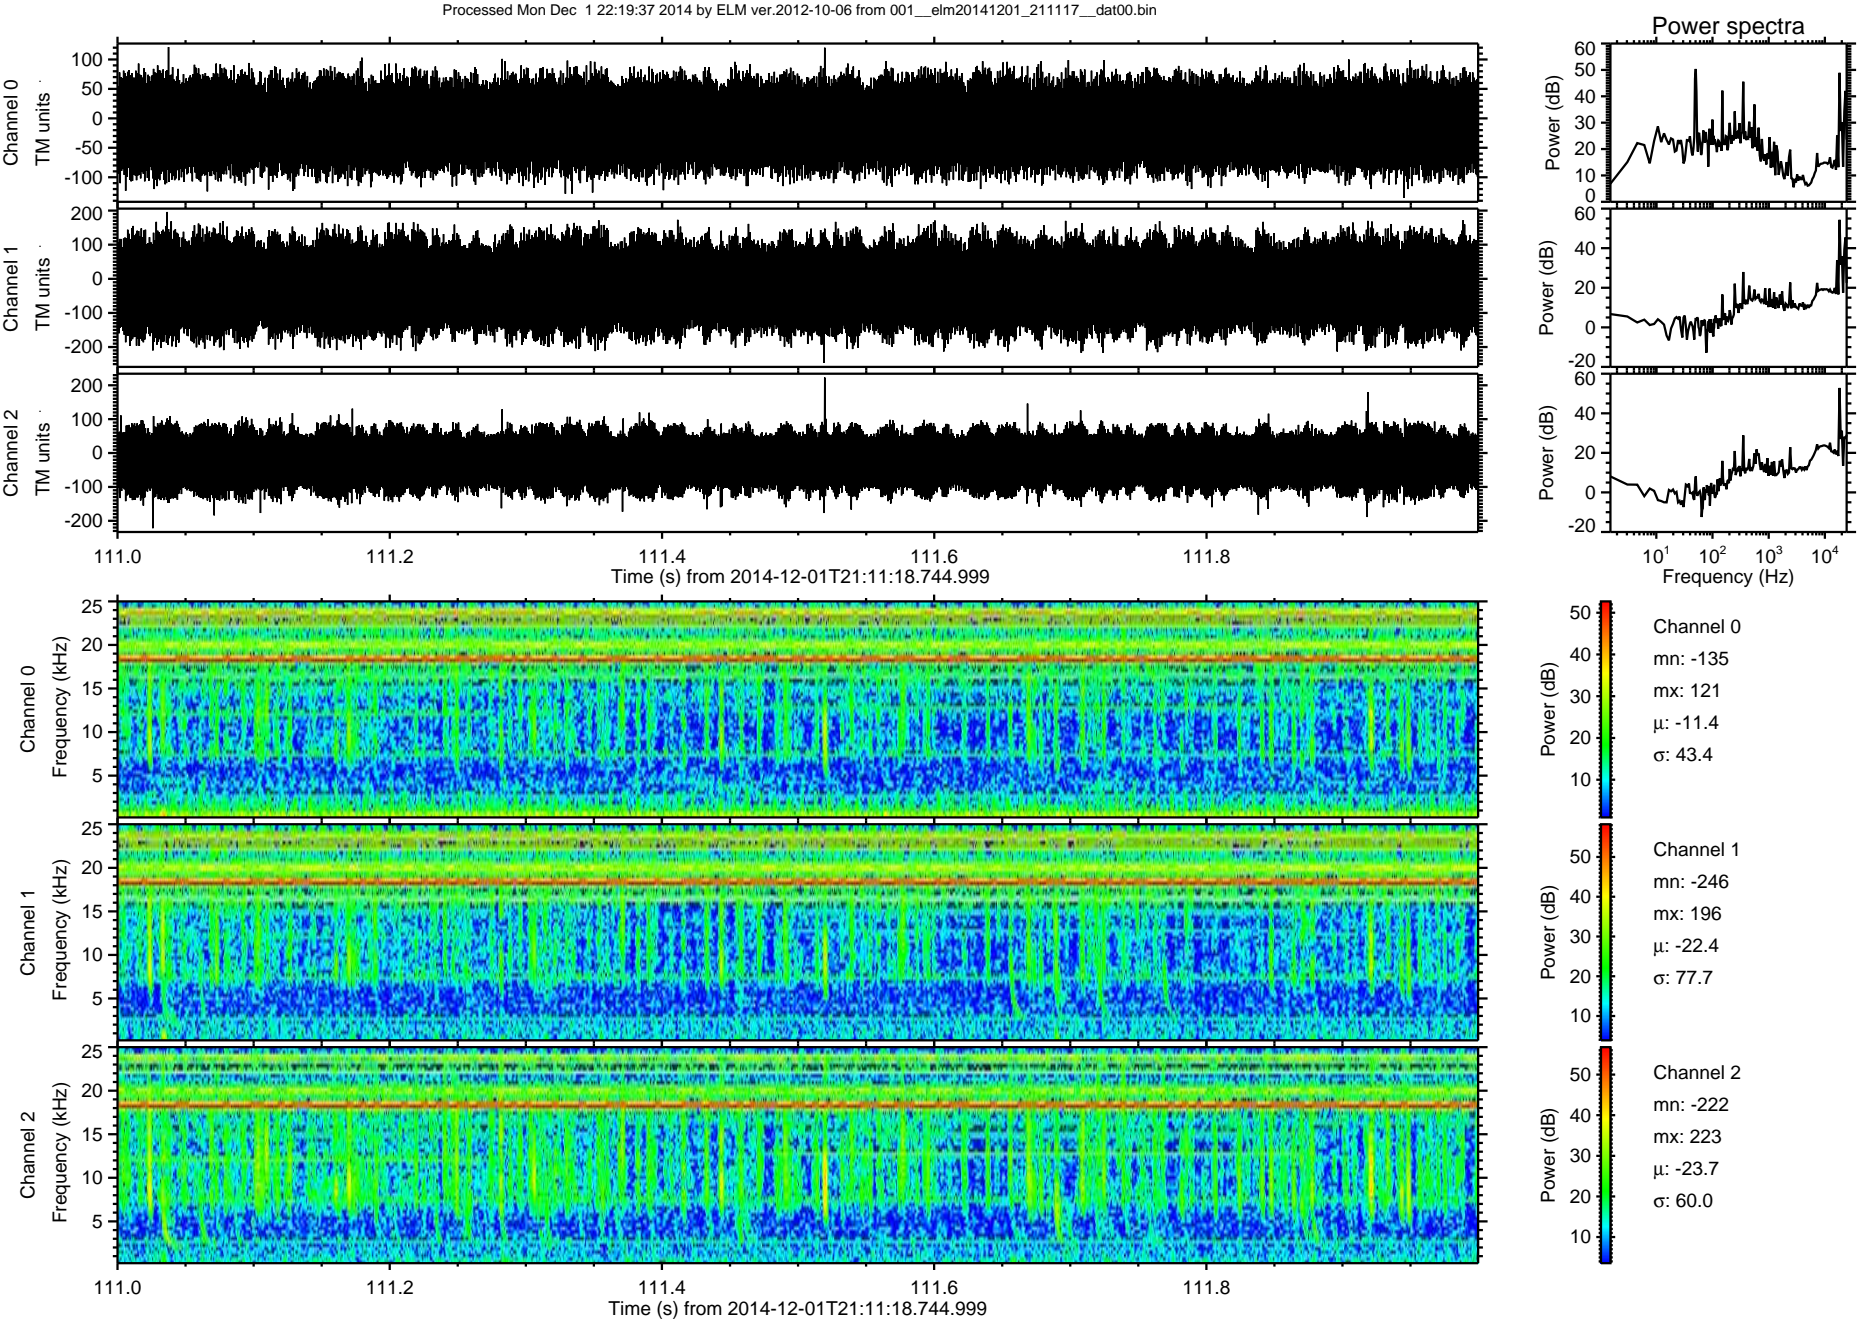 Processed Mon Dec  1 22:19:37 2014 by ELM ver.2012-10-06 from 001__elm20141201_211117__dat00.bin
Power spectra
Channel 0
TM units
100
50
0
-50
-100
Power (dB)
60
50
40
30
20
10
0
Channel 1
TM units
200
100
0
-100
-200
Power (dB)
60
40
20
0
-20
Channel 2
TM units
200
100
0
-100
-200
Power (dB)
60
40
20
0
-20
111.0 111.2 111.4 111.6 111.8
Time (s) from 2014-12-01T21:11:18.744.999
10¹ 10² 10³ 10⁴
Frequency (Hz)
Channel 0
Frequency (kHz)
25
20
15
10
5
Power (dB)
50
40
30
20
10
Channel 0
mn: -135
mx: 121
μ: -11.4
σ: 43.4
Channel 1
Frequency (kHz)
25
20
15
10
5
Power (dB)
50
40
30
20
10
Channel 1
mn: -246
mx: 196
μ: -22.4
σ: 77.7
Channel 2
Frequency (kHz)
25
20
15
10
5
Power (dB)
50
40
30
20
10
Channel 2
mn: -222
mx: 223
μ: -23.7
σ: 60.0
111.0 111.2 111.4 111.6 111.8
Time (s) from 2014-12-01T21:11:18.744.999